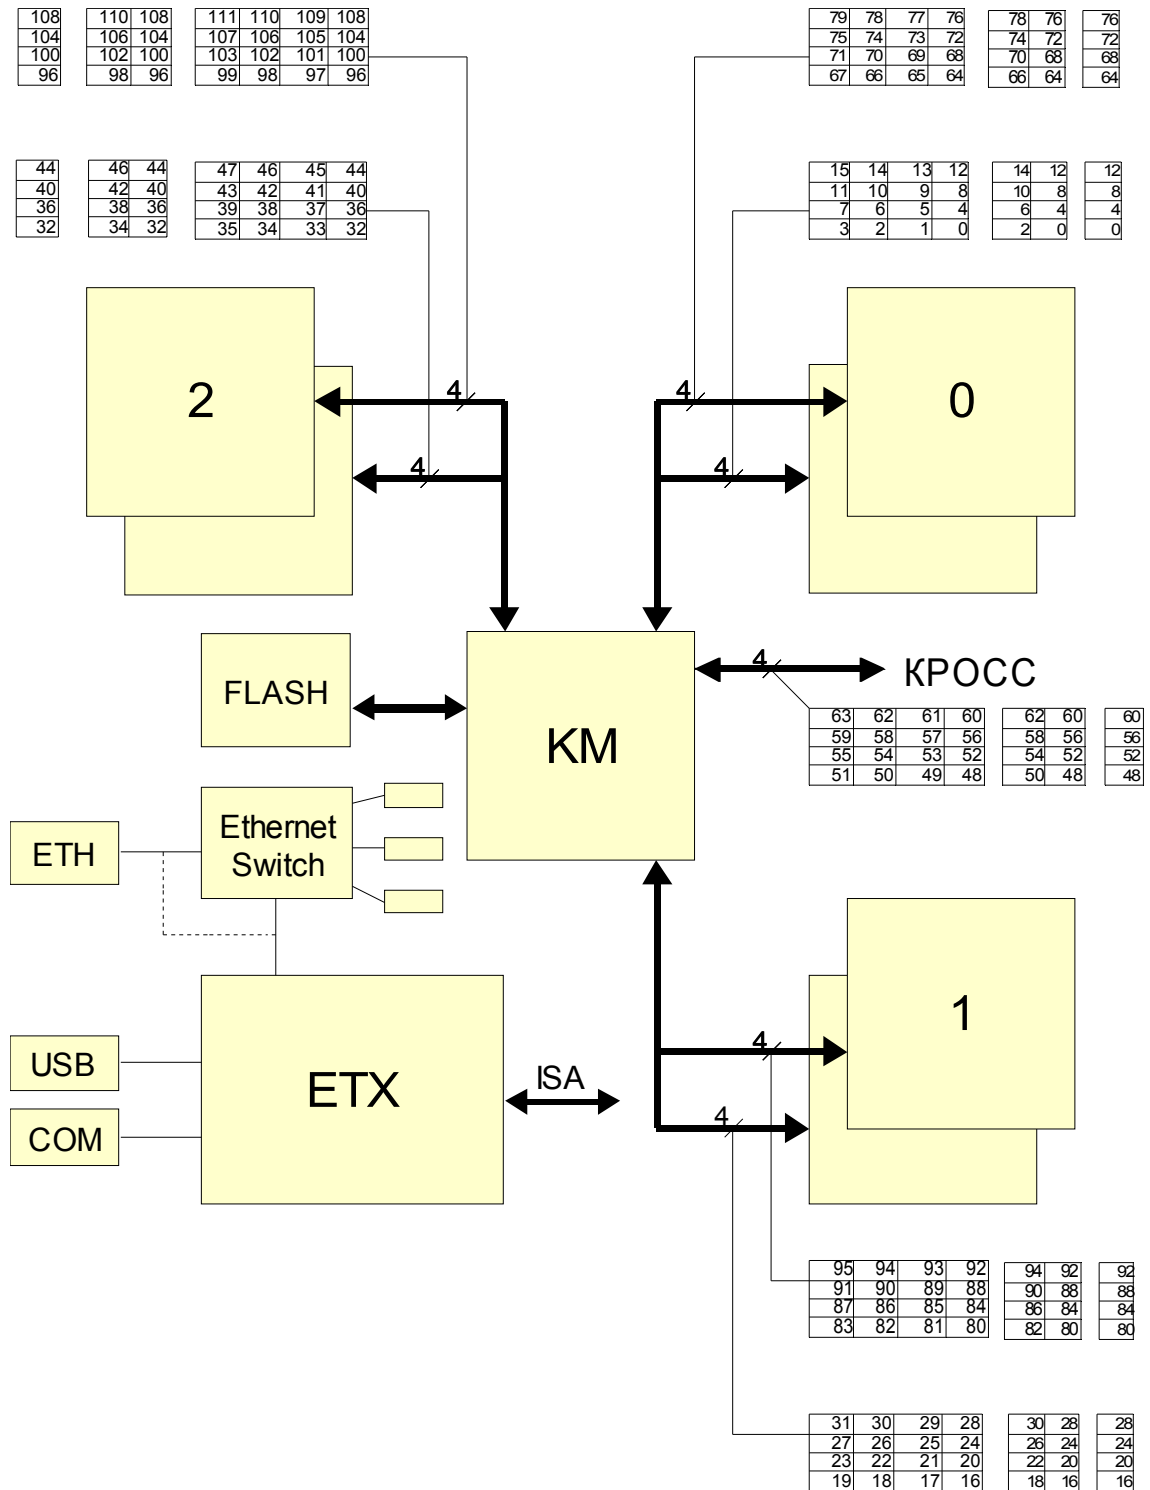 108 110 108 111 110 109 108 79 78 77 76 78 76 76
104 106 104 107 106 105 104 75 74 73 72 74 72 72
100 102 100 103 102 101 100 71 70 69 68 70 68 68
96 98 96 99 98 97 96 67 66 65 64 66 64 64
44 46 44 47 46 45 44 15 14 13 12 14 12 12
40 42 40 43 42 41 40 11 10 9 8 10 8 8
36 38 36 39 38 37 36 7 6 5 4 6 4 4
32 34 32 35 34 33 32 3 2 1 0 2 0 0
2 4 4 0
4 4
4 КРОСС
FLASH
63 62 61 60 62 60 60
59 58 57 56 58 56 56
KM
55 54 53 52 54 52 52
51 50 49 48 50 48 48
Ethernet
ETH
Switch
1
4
USB
ETX
ISA
4
COM
95 94 93 92 94 92 92
91 90 89 88 90 88 88
87 86 85 84 86 84 84
83 82 81 80 82 80 80
31 30 29 28 30 28 28
27 26 25 24 26 24 24
23 22 21 20 22 20 20
19 18 17 16 18 16 16